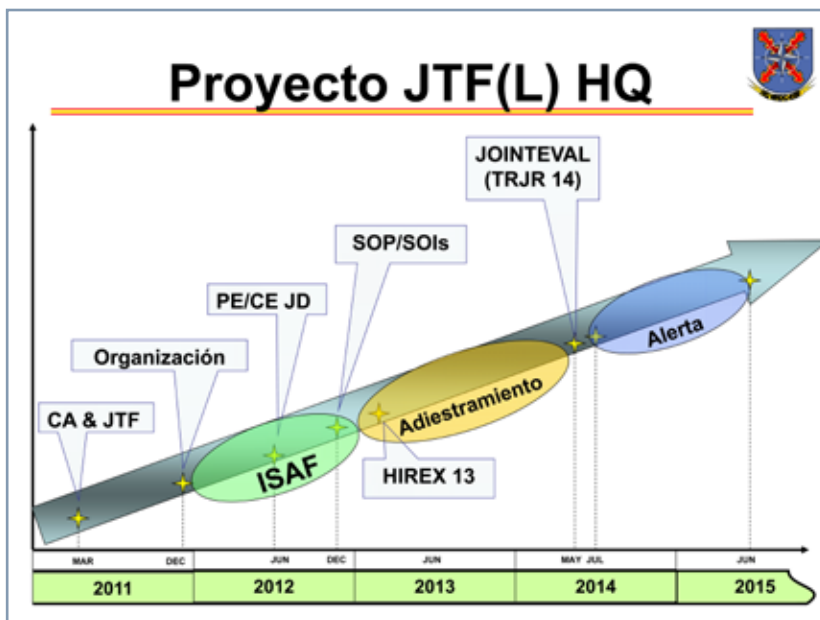 Proyecto JTF(L) HQ
JOINTEVAL
(TRJR 14)
SOP/SOIs
PE/CE JD
Organización
CA & JTF
Alerta
Adiestramiento
ISAF
HIREX 13
MAR
DEC
JUN
DEC
JUN
MAY
JUL
JUN
2011
2012
2013
2014
2015